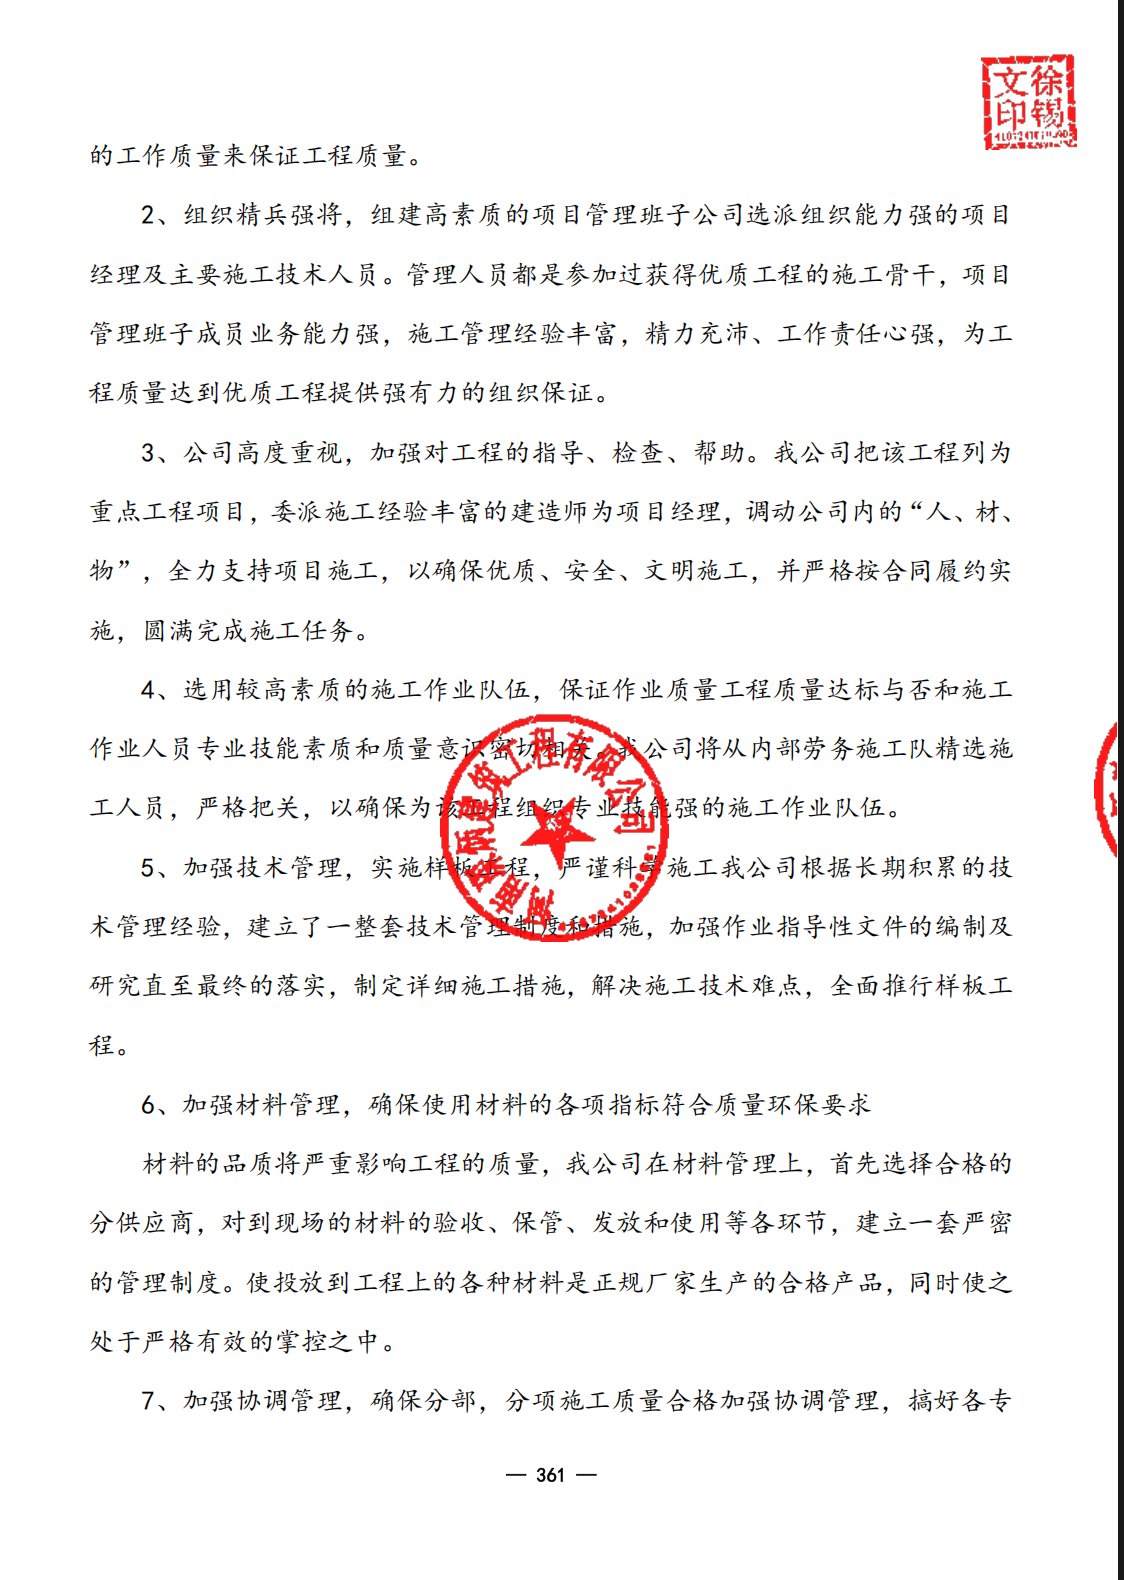 徐锡
文印
的工作质量来保证工程质量。
2、组织精兵强将，组建高素质的项目管理班子公司选派组织能力强的项目
经理及主要施工技术人员。管理人员都是参加过获得优质工程的施工骨干，项目
管理班子成员业务能力强，施工管理经验丰富，精力充沛、工作责任心强，为工
程质量达到优质工程提供强有力的组织保证。
3、公司高度重视，加强对工程的指导、检查、帮助。我公司把该工程列为
重点工程项目，委派施工经验丰富的建造师为项目经理，调动公司内的“人、材、
物”，全力支持项目施工，以确保优质、安全、文明施工，并严格按合同履约实
施，圆满完成施工任务。
4、选用较高素质的施工作业队伍，保证作业质量工程质量达标与否和施工
作业人员专业技能素质和质量意识密切相关。我公司将从内部劳务施工队精选施
工人员，严格把关，以确保为该工程组织专业技能强的施工作业队伍。
5、加强技术管理，实施样板工程，严谨科学施工我公司根据长期积累的技
术管理经验，建立了一整套技术管理制度和措施，加强作业指导性文件的编制及
研究直至最终的落实，制定详细施工措施，解决施工技术难点，全面推行样板工
程。
6、加强材料管理，确保使用材料的各项指标符合质量环保要求
材料的品质将严重影响工程的质量，我公司在材料管理上，首先选择合格的
分供应商，对到现场的材料的验收、保管、发放和使用等各环节，建立一套严密
的管理制度。使投放到工程上的各种材料是正规厂家生产的合格产品，同时使之
处于严格有效的掌控之中。
7、加强协调管理，确保分部，分项施工质量合格加强协调管理，搞好各专
建筑工程有限公司
— 361 —